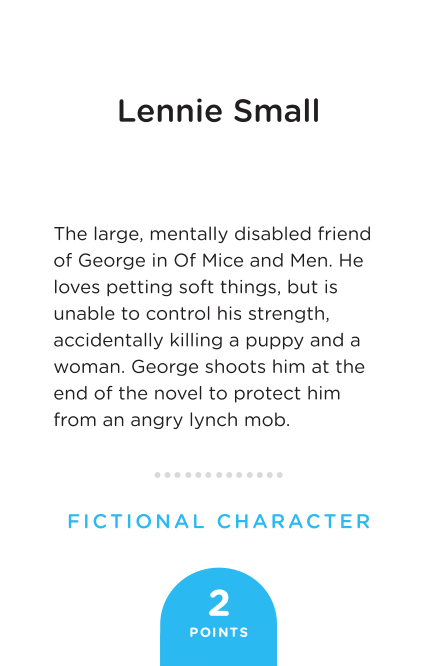 Lennie Small
The large, mentally disabled friend
of George in Of Mice and Men. He
loves petting soft things, but is
unable to control his strength,
accidentally killing a puppy and a
woman. George shoots him at the
end of the novel to protect him
from an angry lynch mob.
FICTIONAL CHARACTER
2
POINTS